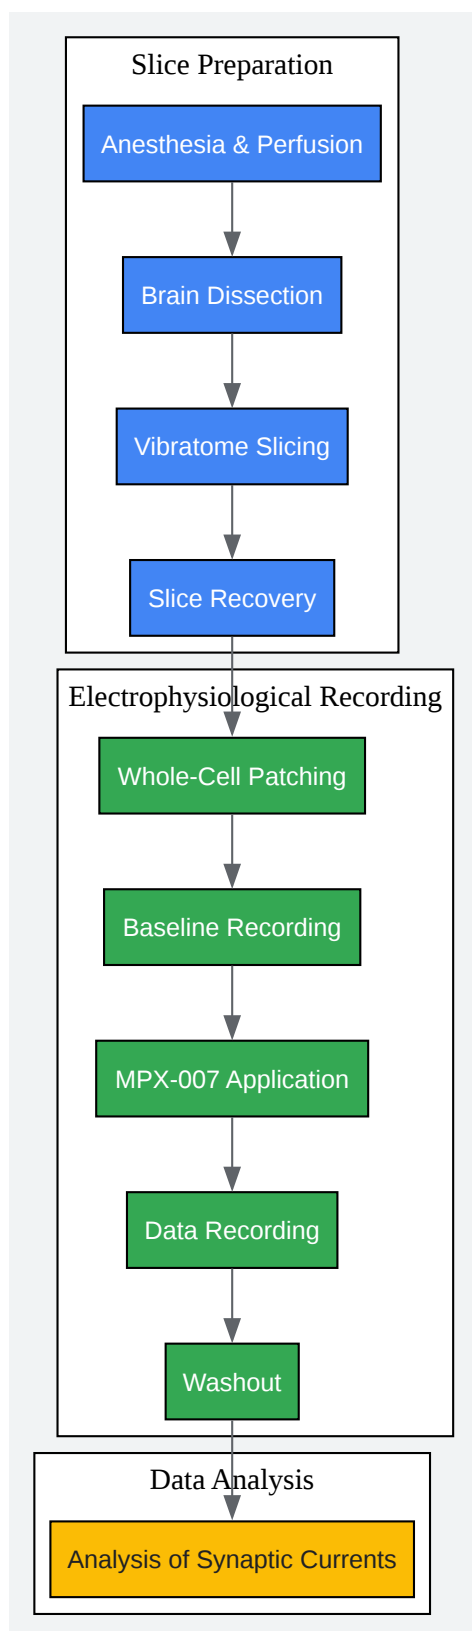 Slice Preparation
Anesthesia & Perfusion
Brain Dissection
Vibratome Slicing
Slice Recovery
Electrophysiological Recording
Whole-Cell Patching
Baseline Recording
MPX-007 Application
Data Recording
Washout
Data Analysis
Analysis of Synaptic Currents